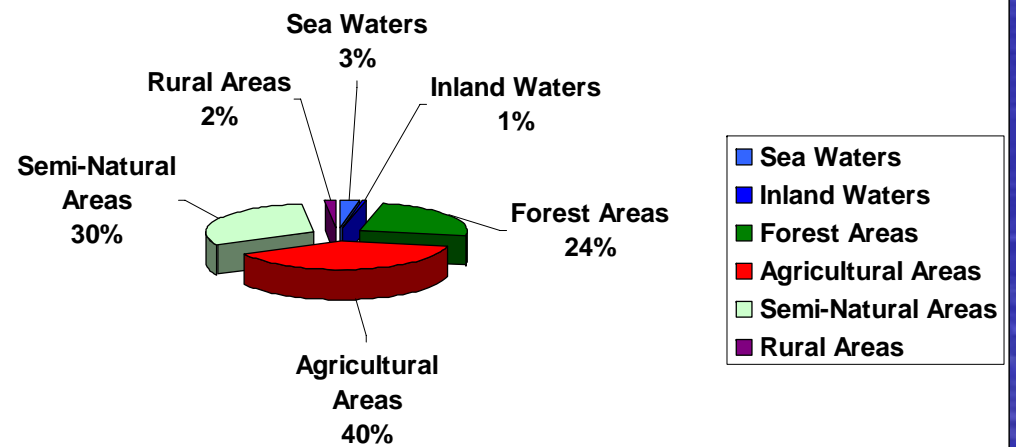 Sea Waters
3%
Rural Areas
2%
Inland Waters
1%
Semi-Natural
Areas
30%
Forest Areas
24%
Agricultural
Areas
40%
Sea Waters
Inland Waters
Forest Areas
Agricultural Areas
Semi-Natural Areas
Rural Areas